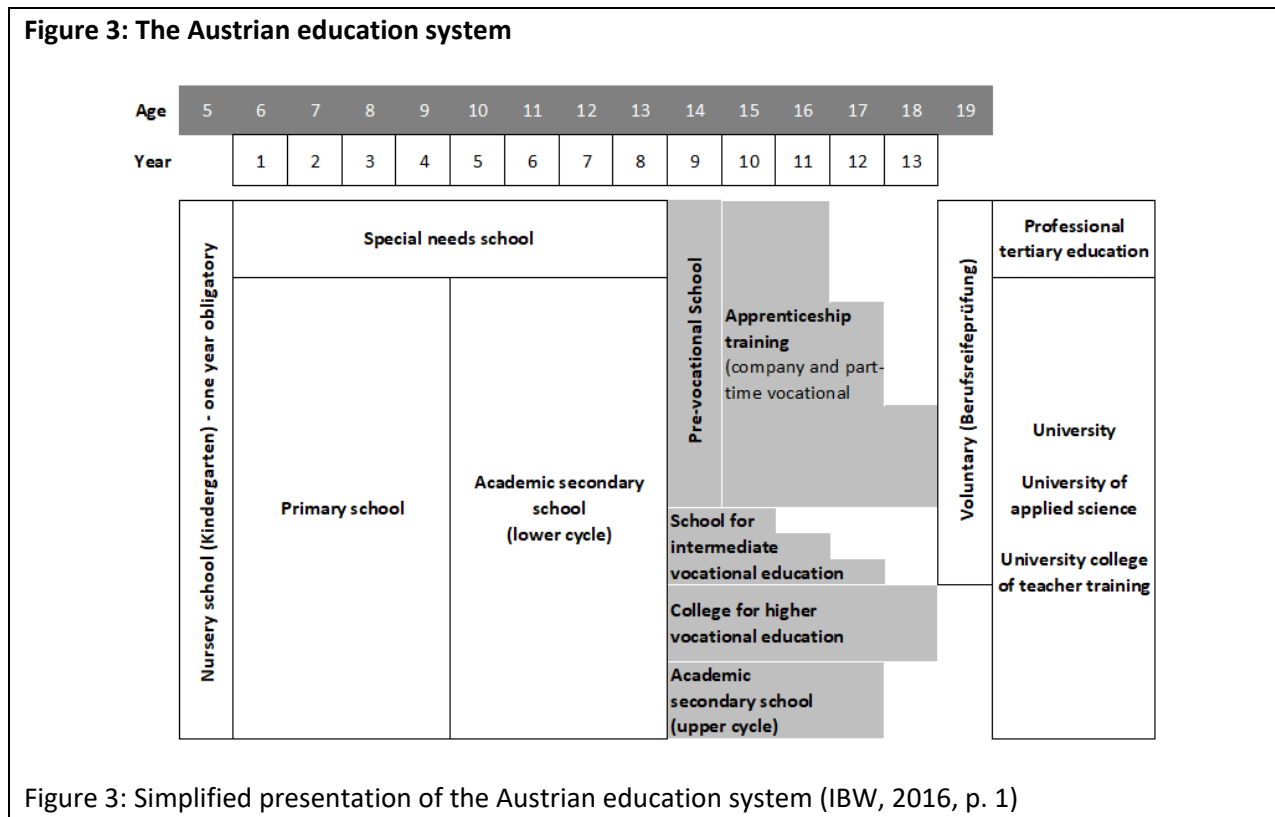 Figure 3: The Austrian education system
Age 5 6 7 8 9 10 11 12 13 14 15 16 17 18 19
Year 1 2 3 4 5 6 7 8 9 10 11 12 13
Nursery school (Kindergarten) - one year obligatory
Special needs school
Primary school
Academic secondary
school
(lower cycle)
Pre-vocational School
Apprenticeship
training
(company and part-
time vocational
School for
intermediate
vocational education
College for higher
vocational education
Academic
secondary school
(upper cycle)
Voluntary (Berufsreifeprüfung)
Professional
tertiary education
University
University of
applied science
University college
of teacher training
Figure 3: Simplified presentation of the Austrian education system (IBW, 2016, p. 1)